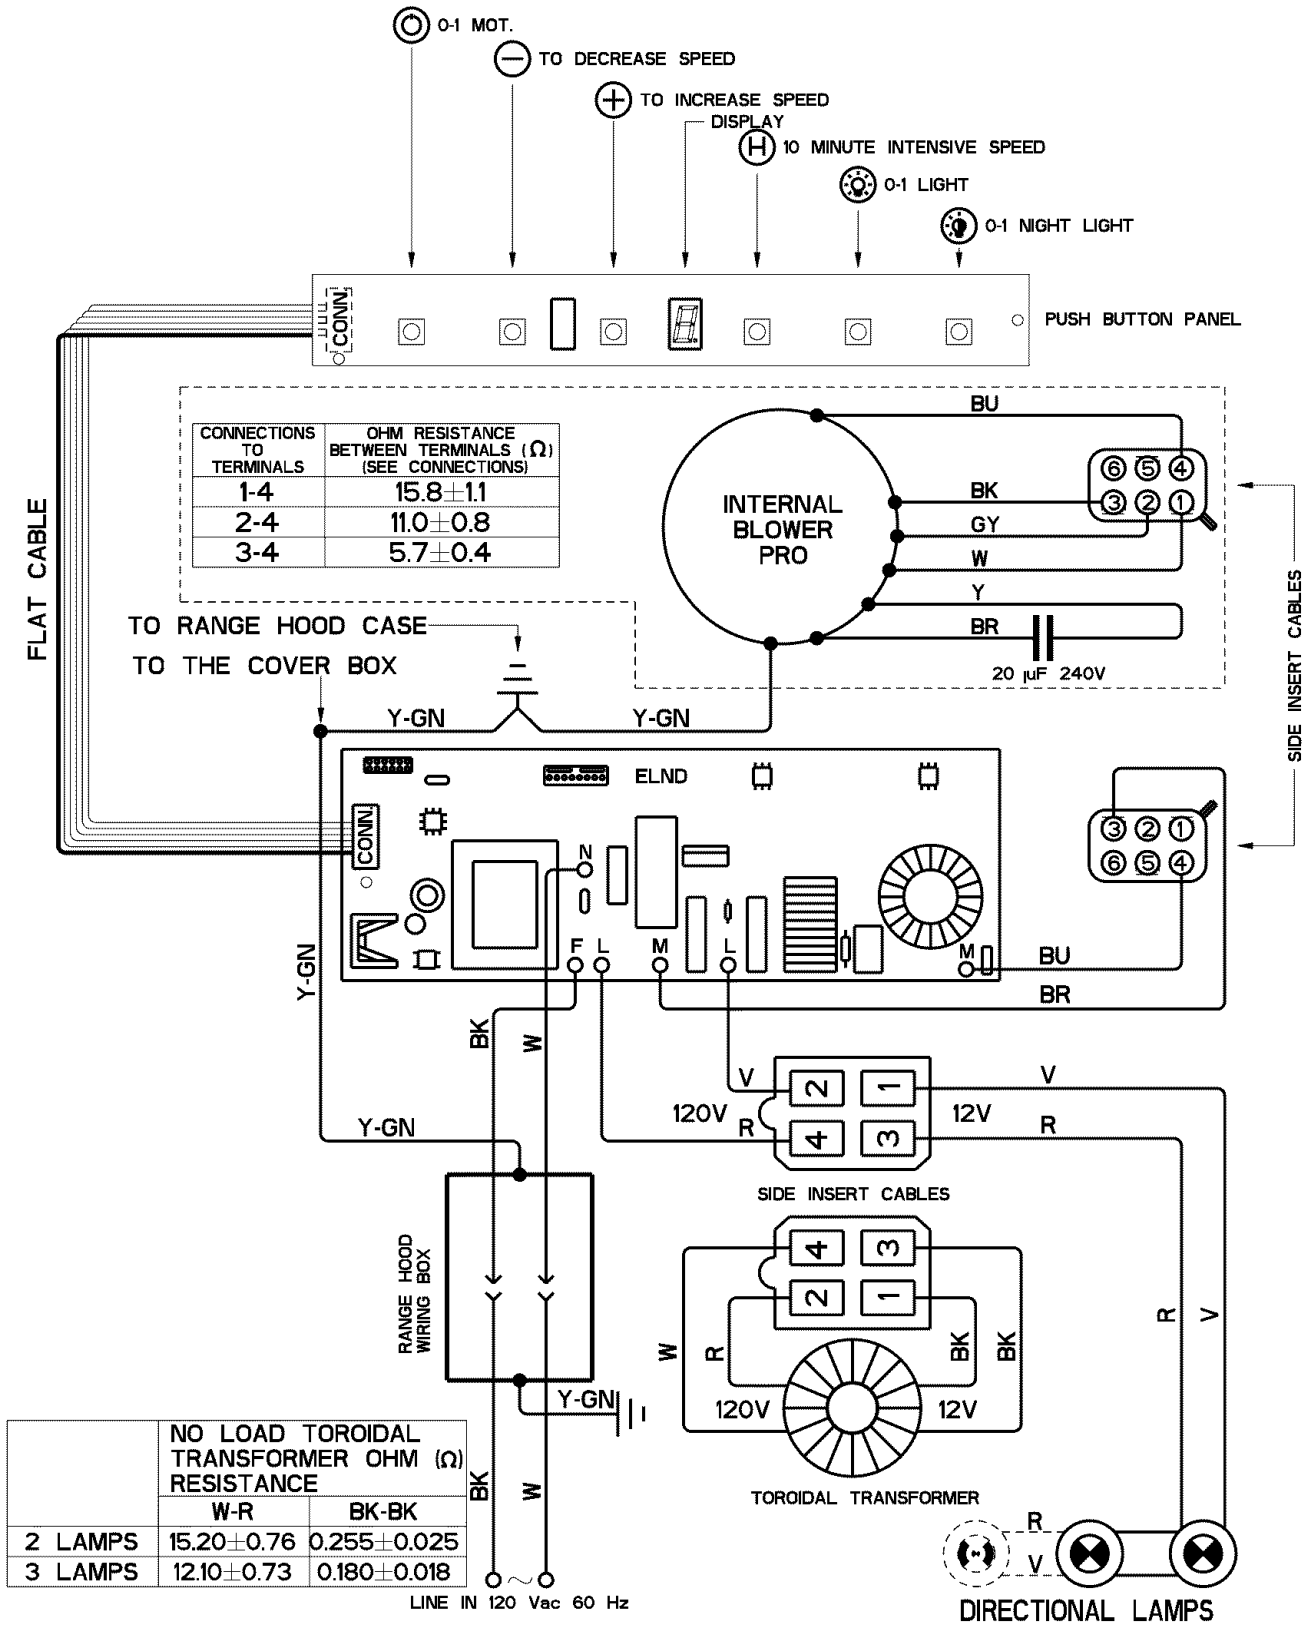 0-1 MOT.
TO DECREASE SPEED
TO INCREASE SPEED
DISPLAY
H 10 MINUTE INTENSIVE SPEED
0-1 LIGHT
0-1 NIGHT LIGHT
CONN.
8.
PUSH BUTTON PANEL
FLAT CABLE
CONNECTIONS TO TERMINALS
OHM RESISTANCE BETWEEN TERMINALS (Ω) (SEE CONNECTIONS)
1-4 15.8±1.1
2-4 11.0±0.8
3-4 5.7±0.4
INTERNAL
BLOWER
PRO
BU
BK
GY
W
Y
BR
20 µF 240V
6 5 4
3 2 1
SIDE INSERT CABLES
TO RANGE HOOD CASE
TO THE COVER BOX
Y-GN
Y-GN
ELND
CONN.
N
F L M L M
3 2 1
6 5 4
BU
BR
Y-GN
BK
W
Y-GN
V
120V
R
2 1
4 3
12V
V
R
SIDE INSERT CABLES
RANGE HOOD
WIRING BOX
4 3
2 1
W
R
BK
BK
120V
12V
TOROIDAL TRANSFORMER
R
V
Y-GN
NO LOAD TOROIDAL
TRANSFORMER OHM (Ω)
RESISTANCE
W-R BK-BK
2 LAMPS 15.20±0.76 0.255±0.025
3 LAMPS 12.10±0.73 0.180±0.018
BK
W
LINE IN 120 Vac 60 Hz
R
V
DIRECTIONAL LAMPS